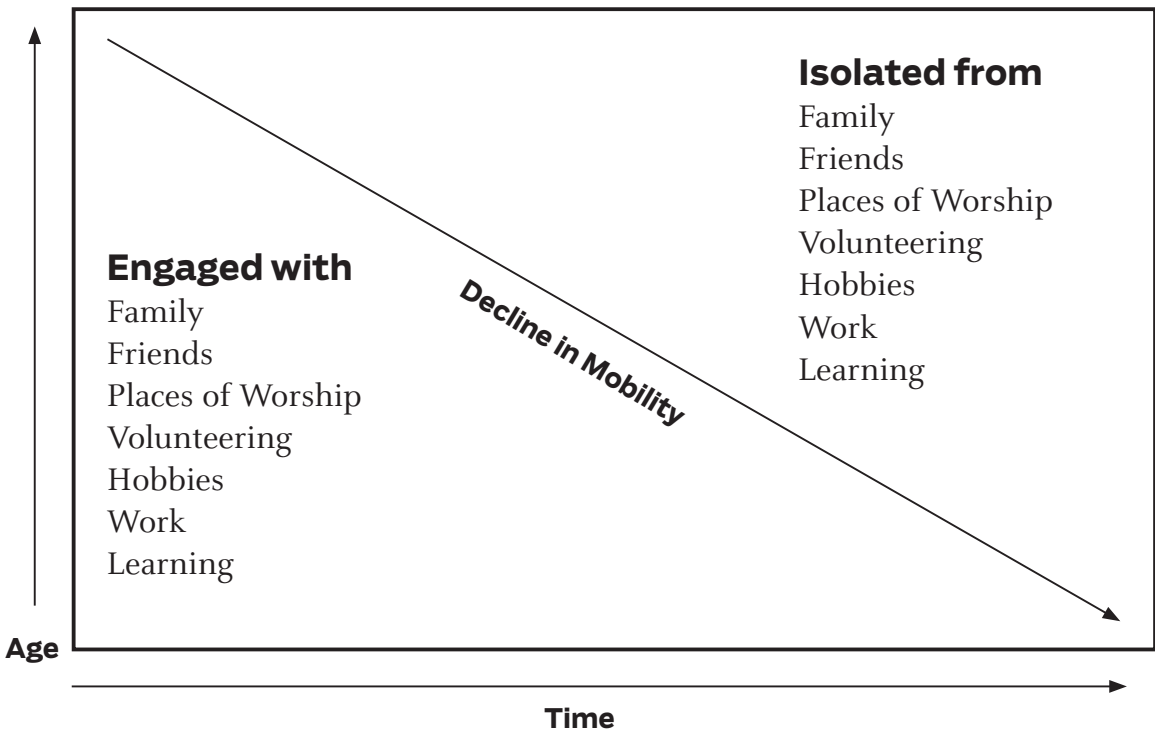 Isolated from
Family
Friends
Places of Worship
Volunteering
Hobbies
Work
Learning
Engaged with
Family
Friends
Places of Worship
Volunteering
Hobbies
Work
Learning
Decline in Mobility
Age
Time